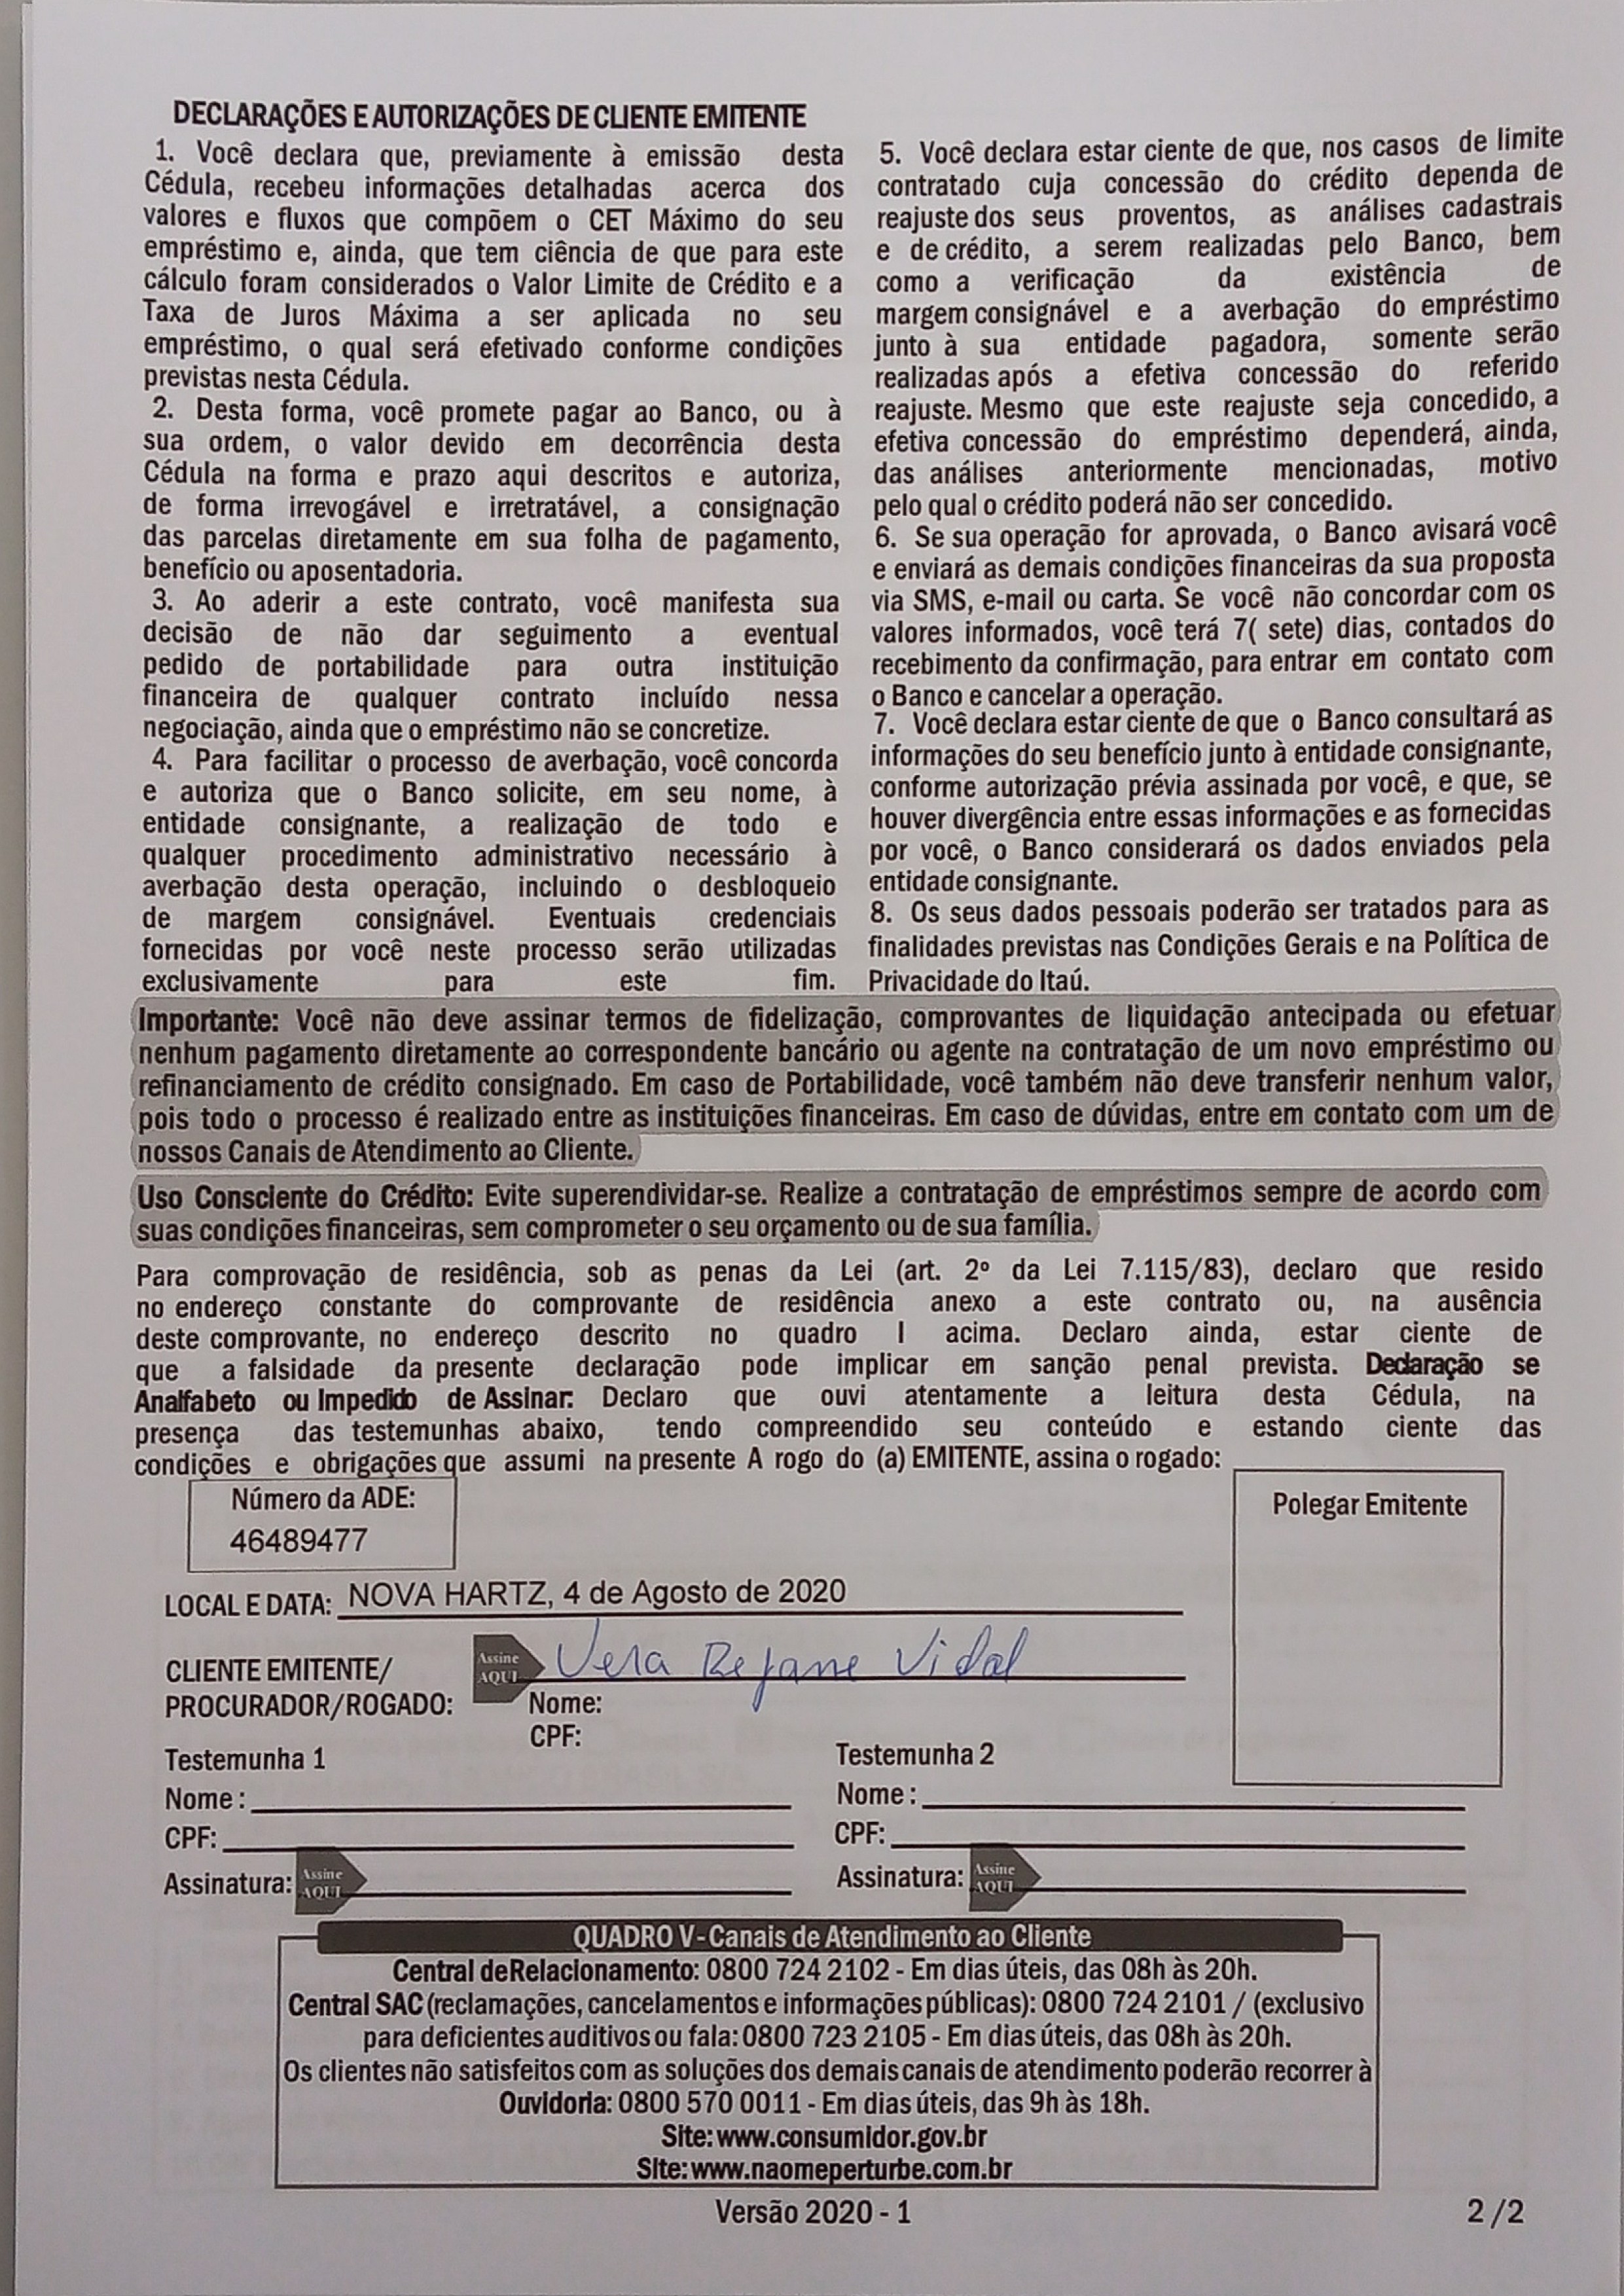 DECLARAÇÕES E AUTORIZAÇÕES DE CLIENTE EMITENTE
1. Você declara que, previamente à emissão desta
Cédula, recebeu informações detalhadas acerca dos
valores e fluxos que compõem o CET Máximo do seu
empréstimo e, ainda, que tem ciência de que para este
cálculo foram considerados o Valor Limite de Crédito e a
Taxa de Juros Máxima a ser aplicada no seu
empréstimo, o qual será efetivado conforme condições
previstas nesta Cédula.
2. Desta forma, você promete pagar ao Banco, ou à
sua ordem, o valor devido em decorrência desta
Cédula na forma e prazo aqui descritos e autoriza,
de forma irrevogável e irretratável, a consignação
das parcelas diretamente em sua folha de pagamento,
benefício ou aposentadoria.
3. Ao aderir a este contrato, você manifesta sua
decisão de não dar seguimento a eventual
pedido de portabilidade para outra instituição
financeira de qualquer contrato incluído nessa
negociação, ainda que o empréstimo não se concretize.
4. Para facilitar o processo de averbação, você concorda
e autoriza que o Banco solicite, em seu nome, à
entidade consignante, a realização de todo e
qualquer procedimento administrativo necessário à
averbação desta operação, incluindo o desbloqueio
de margem consignável. Eventuais credenciais
fornecidas por você neste processo serão utilizadas
exclusivamente para este fim.
5. Você declara estar ciente de que, nos casos de limite
contratado cuja concessão do crédito dependa de
reajuste dos seus proventos, as análises cadastrais
e de crédito, a serem realizadas pelo Banco, bem
como a verificação da existência de
margem consignável e a averbação do empréstimo
junto à sua entidade pagadora, somente serão
realizadas após a efetiva concessão do referido
reajuste. Mesmo que este reajuste seja concedido, a
efetiva concessão do empréstimo dependerá, ainda,
das análises anteriormente mencionadas, motivo
pelo qual o crédito poderá não ser concedido.
6. Se sua operação for aprovada, o Banco avisará você
e enviará as demais condições financeiras da sua proposta
via SMS, e-mail ou carta. Se você não concordar com os
valores informados, você terá 7( sete) dias, contados do
recebimento da confirmação, para entrar em contato com
o Banco e cancelar a operação.
7. Você declara estar ciente de que o Banco consultará as
informações do seu benefício junto à entidade consignante,
conforme autorização prévia assinada por você, e que, se
houver divergência entre essas informações e as fornecidas
por você, o Banco considerará os dados enviados pela
entidade consignante.
8. Os seus dados pessoais poderão ser tratados para as
finalidades previstas nas Condições Gerais e na Política de
Privacidade do Itaú.
Importante: Você não deve assinar termos de fidelização, comprovantes de liquidação antecipada ou efetuar
nenhum pagamento diretamente ao correspondente bancário ou agente na contratação de um novo empréstimo ou
refinanciamento de crédito consignado. Em caso de Portabilidade, você também não deve transferir nenhum valor,
pois todo o processo é realizado entre as instituições financeiras. Em caso de dúvidas, entre em contato com um de
nossos Canais de Atendimento ao Cliente.
Uso Consciente do Crédito: Evite superendividar-se. Realize a contratação de empréstimos sempre de acordo com
suas condições financeiras, sem comprometer o seu orçamento ou de sua família.
Para comprovação de residência, sob as penas da Lei (art. 2º da Lei 7.115/83), declaro que resido
no endereço constante do comprovante de residência anexo a este contrato ou, na ausência
deste comprovante, no endereço descrito no quadro I acima. Declaro ainda, estar ciente de
que a falsidade da presente declaração pode implicar em sanção penal prevista. Declaração se
Analfabeto ou Impedido de Assinar: Declaro que ouvi atentamente a leitura desta Cédula, na
presença das testemunhas abaixo, tendo compreendido seu conteúdo e estando ciente das
condições e obrigações que assumi na presente A rogo do (a) EMITENTE, assina o rogado:
Número da ADE:
46489477
Polegar Emitente
LOCAL E DATA: NOVA HARTZ, 4 de Agosto de 2020
CLIENTE EMITENTE/
PROCURADOR/ROGADO:
Assine
AQUI
Vera Rejane Vidal
Nome:
CPF:
Testemunha 1
Nome :
CPF:
Assinatura: Assine
AQUI
Testemunha 2
Nome :
CPF:
Assinatura: Assine
AQUI
QUADRO V - Canais de Atendimento ao Cliente
Central de Relacionamento: 0800 724 2102 - Em dias úteis, das 08h às 20h.
Central SAC (reclamações, cancelamentos e informações públicas): 0800 724 2101 / (exclusivo
para deficientes auditivos ou fala: 0800 723 2105 - Em dias úteis, das 08h às 20h.
Os clientes não satisfeitos com as soluções dos demais canais de atendimento poderão recorrer à
Ouvidoria: 0800 570 0011 - Em dias úteis, das 9h às 18h.
Site: www.consumidor.gov.br
Site: www.naomeperturbe.com.br
Versão 2020 - 1
2 /2